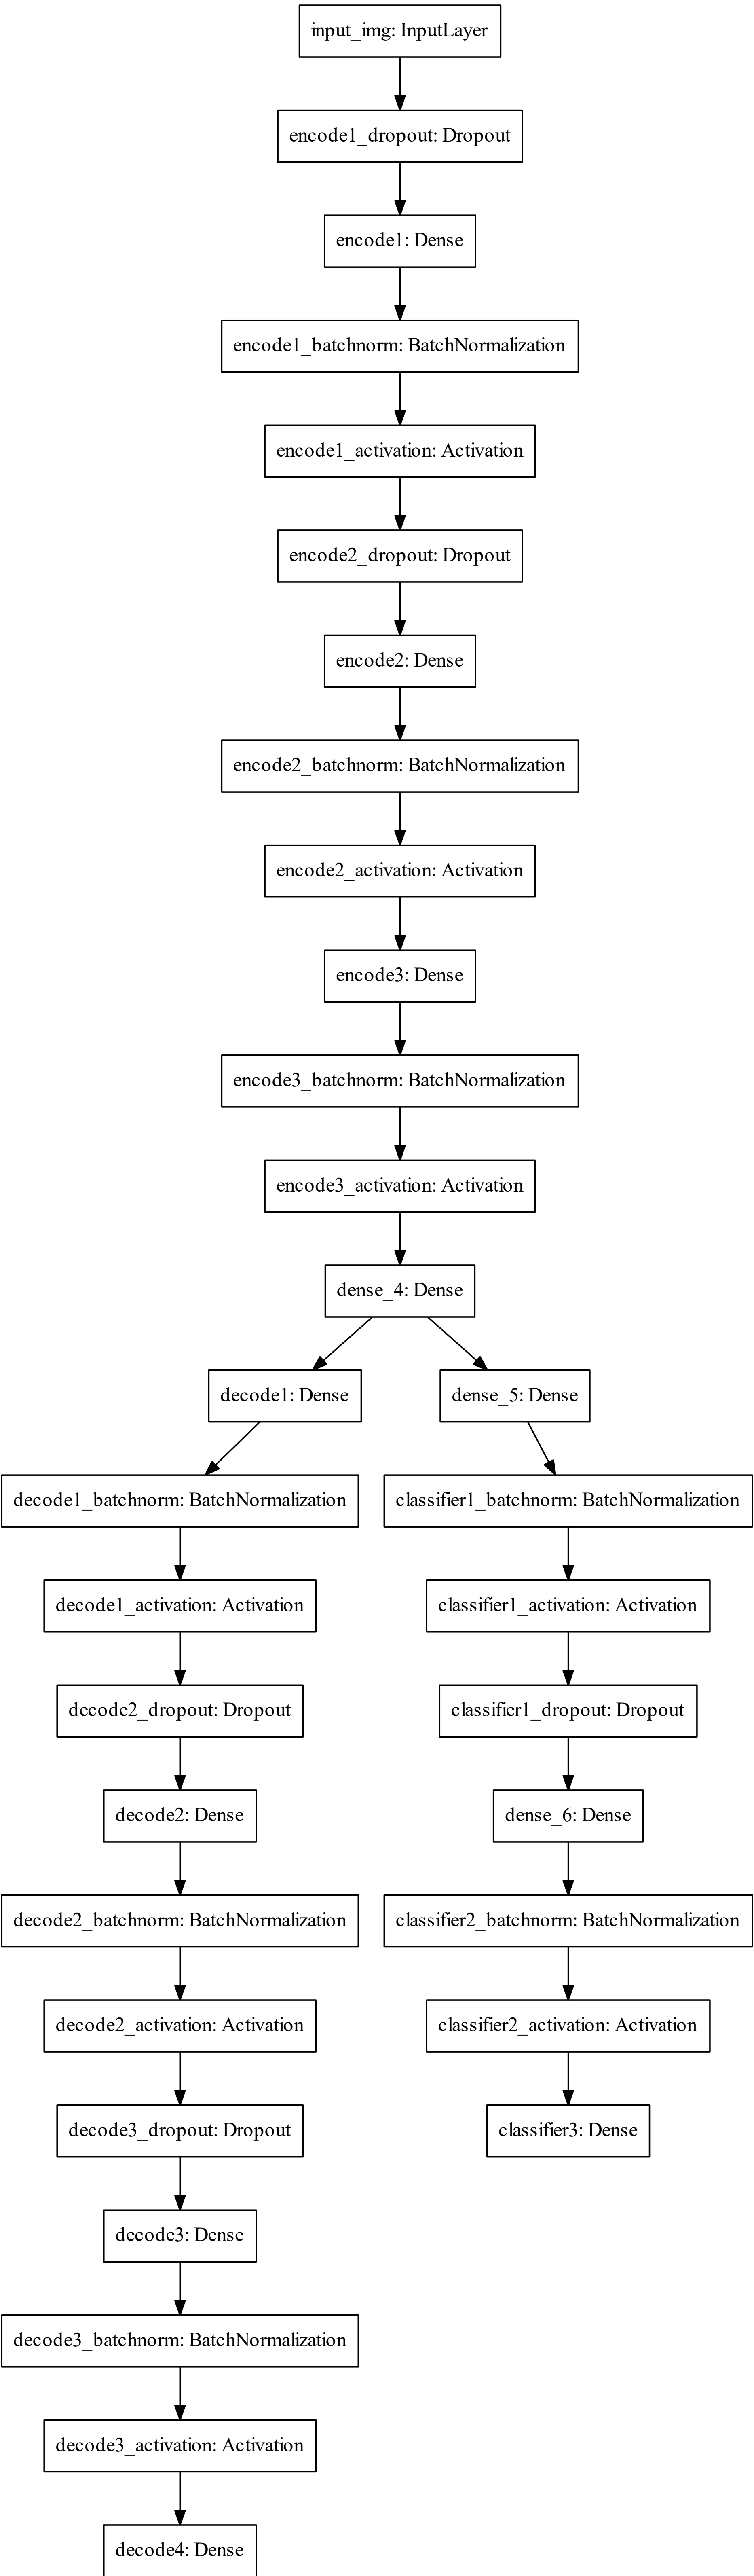 input_img: InputLayer
encode1_dropout: Dropout
encode1: Dense
encode1_batchnorm: BatchNormalization
encode1_activation: Activation
encode2_dropout: Dropout
encode2: Dense
encode2_batchnorm: BatchNormalization
encode2_activation: Activation
encode3: Dense
encode3_batchnorm: BatchNormalization
encode3_activation: Activation
dense_4: Dense
decode1: Dense
dense_5: Dense
decode1_batchnorm: BatchNormalization
classifier1_batchnorm: BatchNormalization
decode1_activation: Activation
classifier1_activation: Activation
decode2_dropout: Dropout
classifier1_dropout: Dropout
decode2: Dense
dense_6: Dense
decode2_batchnorm: BatchNormalization
classifier2_batchnorm: BatchNormalization
decode2_activation: Activation
classifier2_activation: Activation
decode3_dropout: Dropout
classifier3: Dense
decode3: Dense
decode3_batchnorm: BatchNormalization
decode3_activation: Activation
decode4: Dense